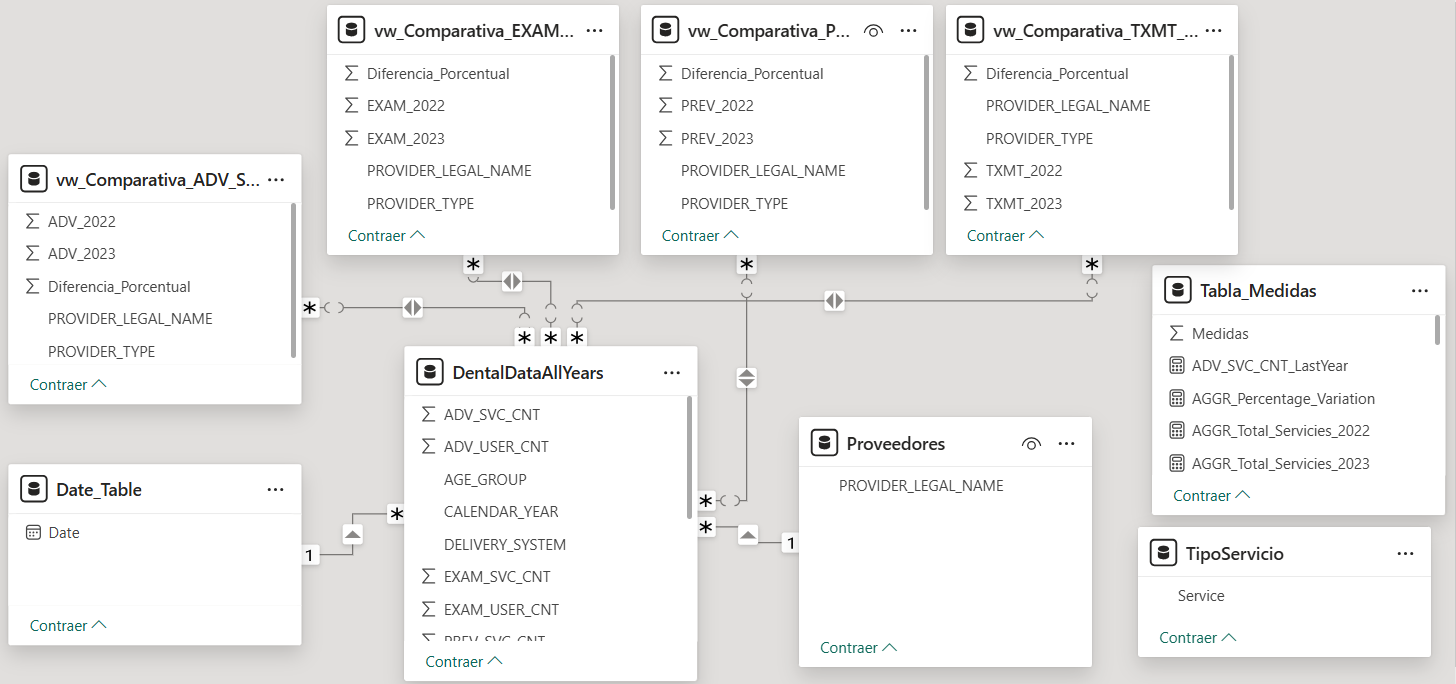 vw_Comparativa_EXAM...
Diferencia_Porcentual
EXAM_2022
EXAM_2023
PROVIDER_LEGAL_NAME
PROVIDER_TYPE
Contraer
vw_Comparativa_P...
Diferencia_Porcentual
PREV_2022
PREV_2023
PROVIDER_LEGAL_NAME
PROVIDER_TYPE
Contraer
vw_Comparativa_TXMT_...
Diferencia_Porcentual
PROVIDER_LEGAL_NAME
PROVIDER_TYPE
TXMT_2022
TXMT_2023
Contraer
vw_Comparativa_ADV_S...
ADV_2022
ADV_2023
Diferencia_Porcentual
PROVIDER_LEGAL_NAME
PROVIDER_TYPE
Contraer
Tabla_Medidas
Medidas
ADV_SVC_CNT_LastYear
AGGR_Percentage_Variation
AGGR_Total_Servicies_2022
AGGR_Total_Servicies_2023
Contraer
DentalDataAllYears
ADV_SVC_CNT
ADV_USER_CNT
AGE_GROUP
CALENDAR_YEAR
DELIVERY_SYSTEM
EXAM_SVC_CNT
EXAM_USER_CNT
PREV_SVC_CNT
Contraer
Proveedores
PROVIDER_LEGAL_NAME
Contraer
Date_Table
Date
Contraer
TipoServicio
Service
Contraer
*
*
*
*
*
*
*
*
*
1
*
*
1